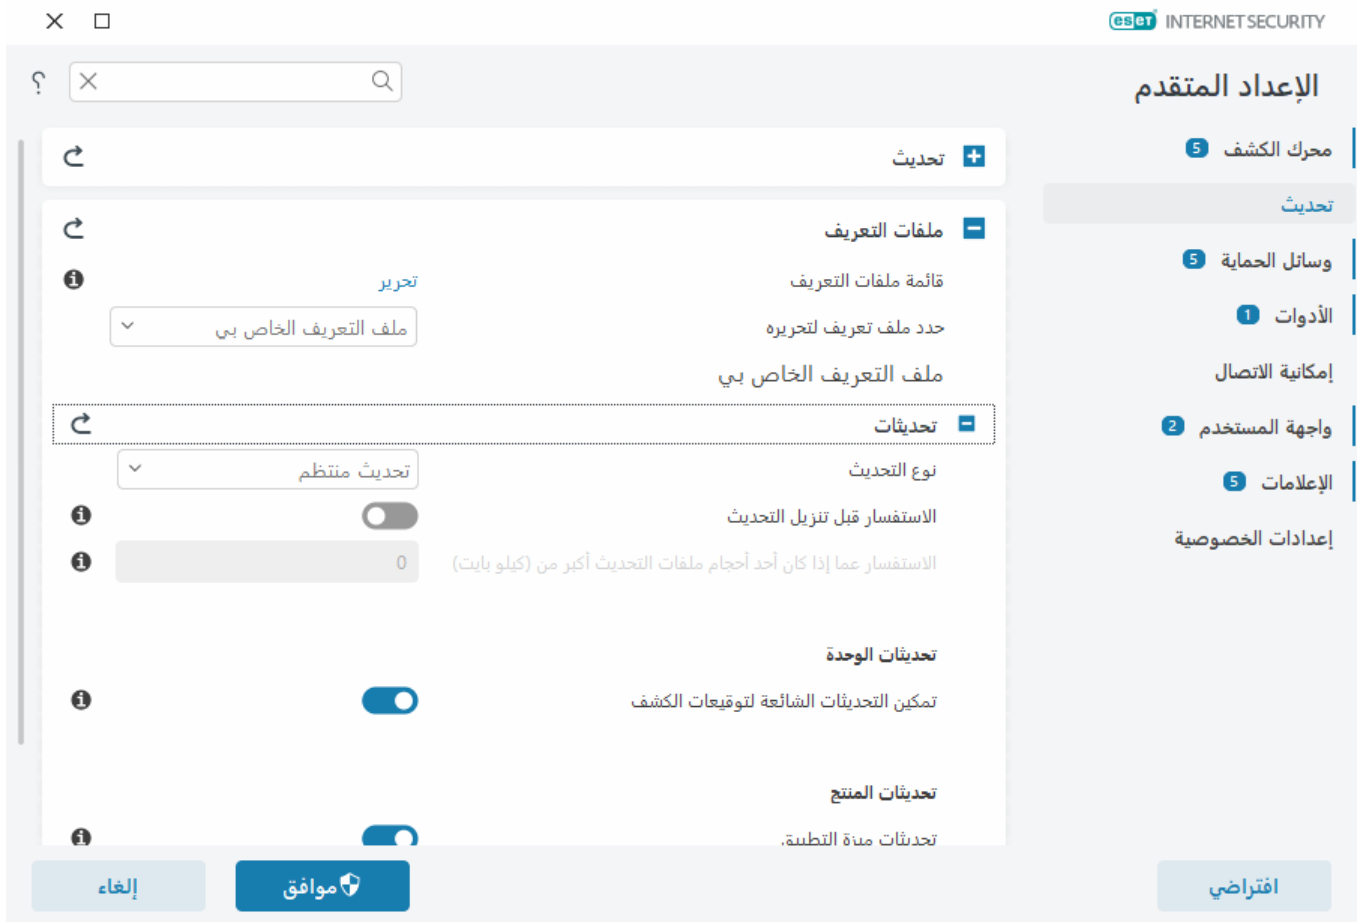 eset INTERNET SECURITY
الإعداد المتقدم
؟
محرك الكشف 5
تحديث
وسائل الحماية 5
الأدوات 1
إمكانية الاتصال
واجهة المستخدم 2
الإعلامات 5
إعدادات الخصوصية
تحديث
ملفات التعريف
قائمة ملفات التعريف تحرير
حدد ملف تعريف لتحريره ملف التعريف الخاص بي
ملف التعريف الخاص بي
تحديثات
نوع التحديث تحديث منتظم
الاستفسار قبل تنزيل التحديث
الاستفسار عما إذا كان أحد أحجام ملفات التحديث أكبر من (كيلو بايت) 0
تحديثات الوحدة
تمكين التحديثات الشائعة لتوقيعات الكشف
تحديثات المنتج
تحديثات ميزة التطبيق
افتراضي
موافق
إلغاء